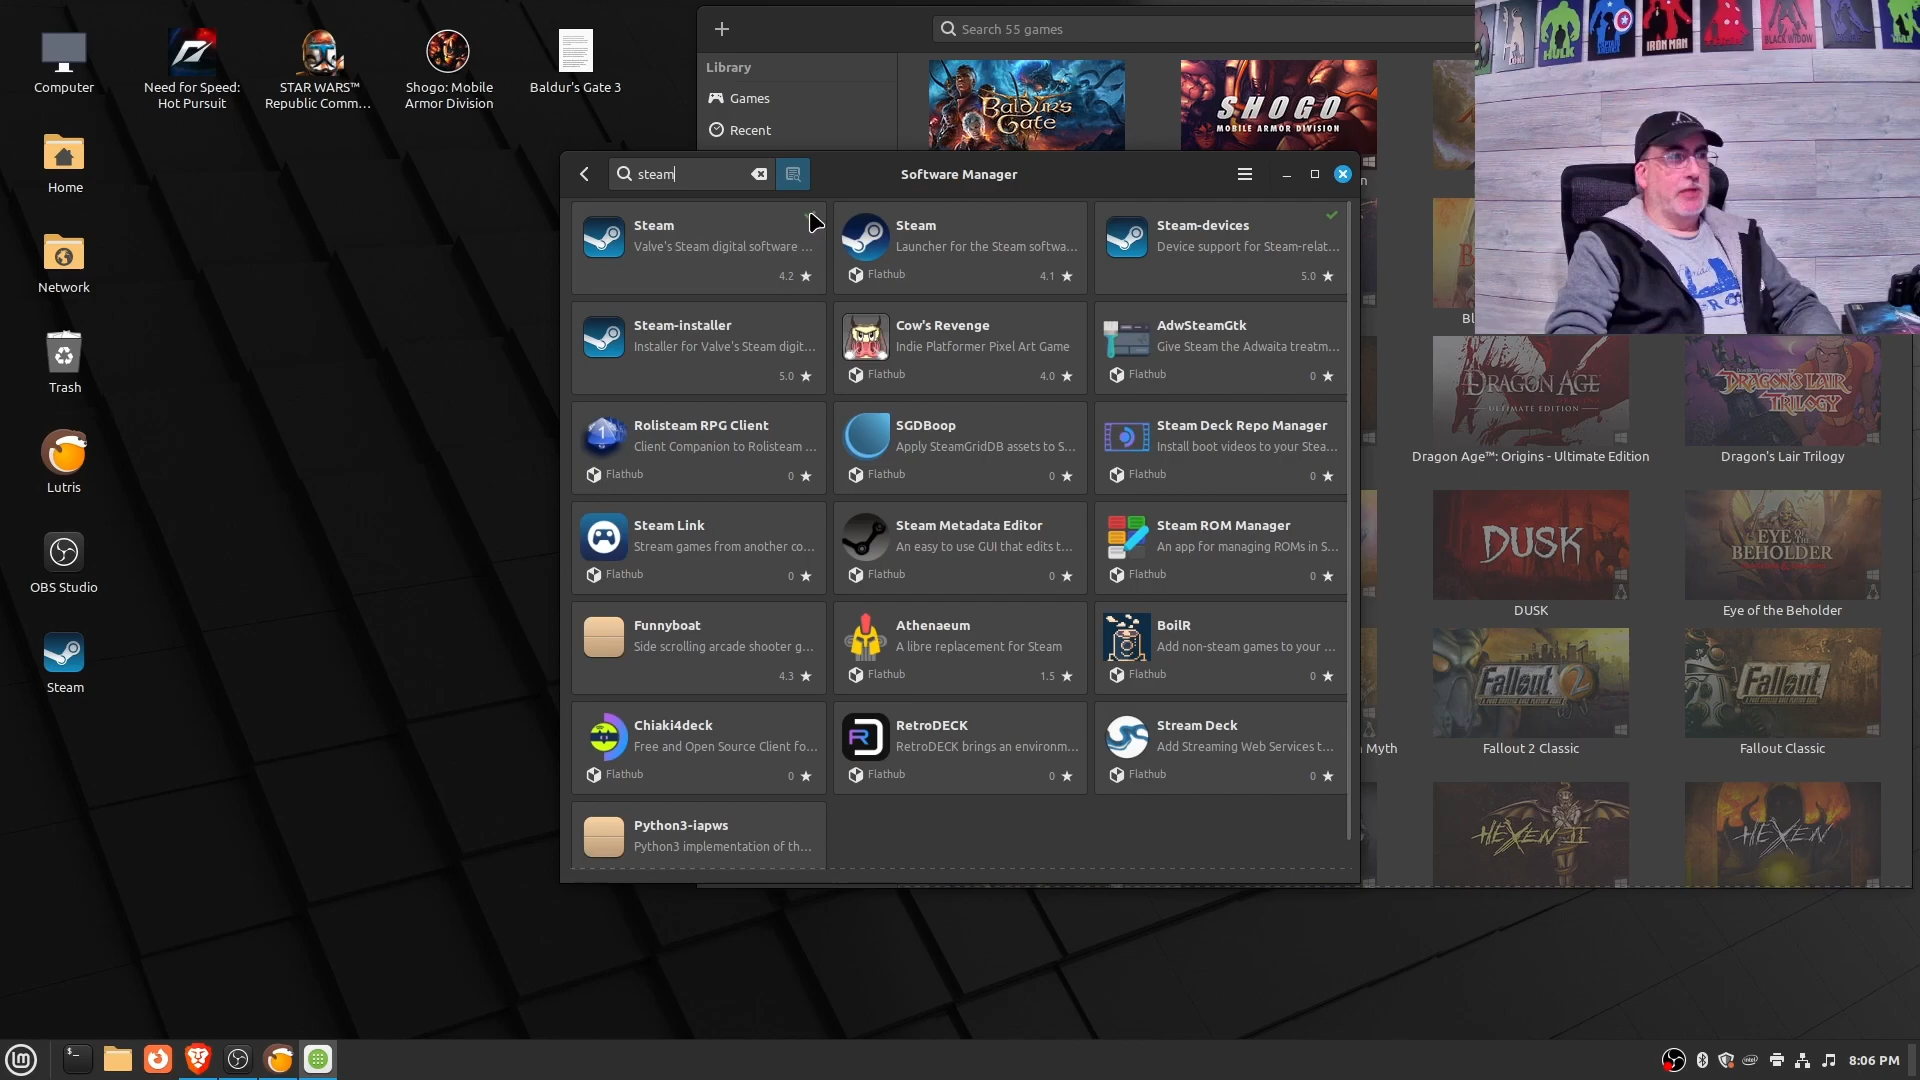 Computer
Need for Speed:
Hot Pursuit
STAR WARS™
Republic Comm...
Shogo: Mobile
Armor Division
Baldur's Gate 3
Home
Network
Trash
Lutris
OBS Studio
Steam
Search 55 games
Library
Games
Recent
BALDUR'S
GATE
SHOGO
MOBILE ARMOR DIVISION
steam
Software Manager
Steam
Valve's Steam digital software ...
4.2
Steam
Launcher for the Steam softwa...
Flathub
4.1
Steam-devices
Device support for Steam-relat...
5.0
Steam-installer
Installer for Valve's Steam digit...
5.0
Cow's Revenge
Indie Platformer Pixel Art Game
Flathub
4.0
AdwSteamGtk
Give Steam the Adwaita treatm...
Flathub
0
Rolisteam RPG Client
Client Companion to Rolisteam ...
Flathub
0
SGDBoop
Apply SteamGridDB assets to S...
Flathub
0
Steam Deck Repo Manager
Install boot videos to your Stea...
Flathub
0
Steam Link
Stream games from another co...
Flathub
0
Steam Metadata Editor
An easy to use GUI that edits t...
Flathub
0
Steam ROM Manager
An app for managing ROMs in S...
Flathub
0
Funnyboat
Side scrolling arcade shooter g...
4.3
Athenaeum
A libre replacement for Steam
Flathub
1.5
BoilR
Add non-steam games to your ...
Flathub
0
Chiaki4deck
Free and Open Source Client fo...
Flathub
0
RetroDECK
RetroDECK brings an environm...
Flathub
0
Stream Deck
Add Streaming Web Services t...
Flathub
0
Python3-iapws
Python3 implementation of th...
HULK
IRON MAN
BLACK WIDOW
n
Bl
DRAGON AGE
ULTIMATE EDITION
Dragon Age™: Origins - Ultimate Edition
DRAGON'S LAIR
TRILOGY
Dragon's Lair Trilogy
DUSK
DUSK
EYE OF THE
BEHOLDER
Eye of the Beholder
Fallout 2
Fallout 2 Classic
Fallout
Fallout Classic
Myth
HEXEN II
HEXEN
8:06 PM